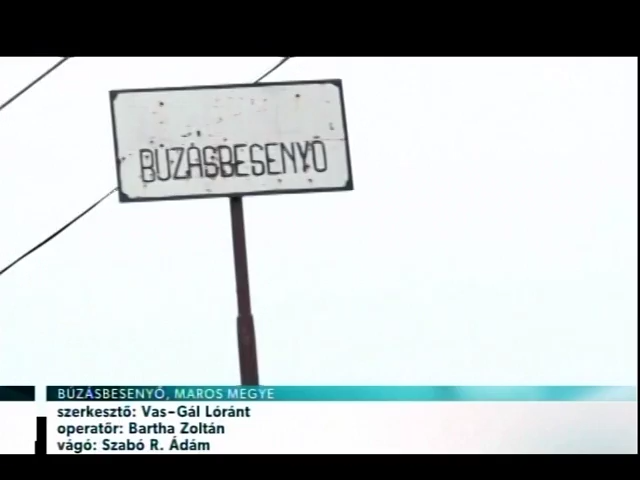 BÚZÁSBESENYŐ
BÚZÁSBESENYŐ, MAROS MEGYE
szerkesztő: Vas-Gál Lóránt
operatőr: Bartha Zoltán
vágó: Szabó R. Ádám